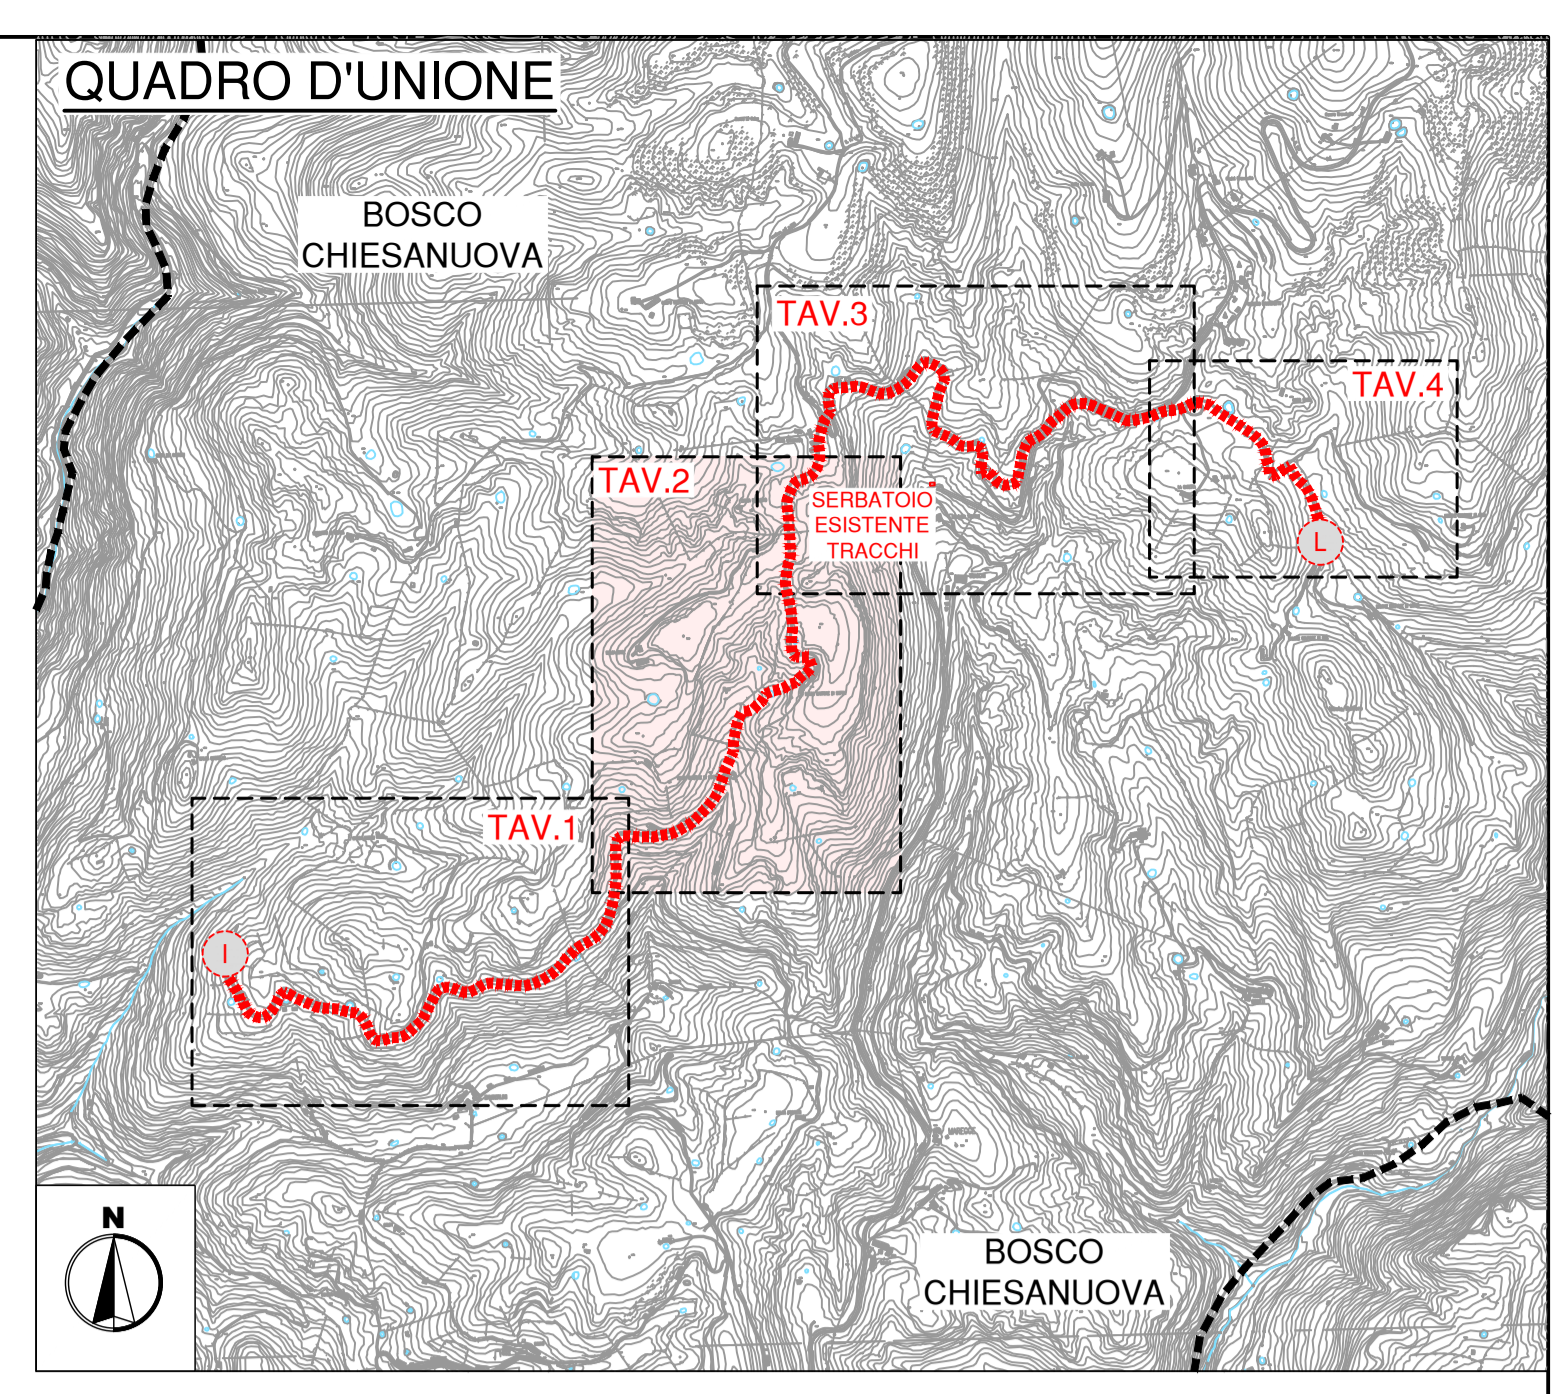 QUADRO D'UNIONE
BOSCO
CHIESANUOVA
TAV.3
TAV.4
TAV.2
SERBATOIO
ESISTENTE
TRACCHI
L
TAV.1
I
N
BOSCO
CHIESANUOVA